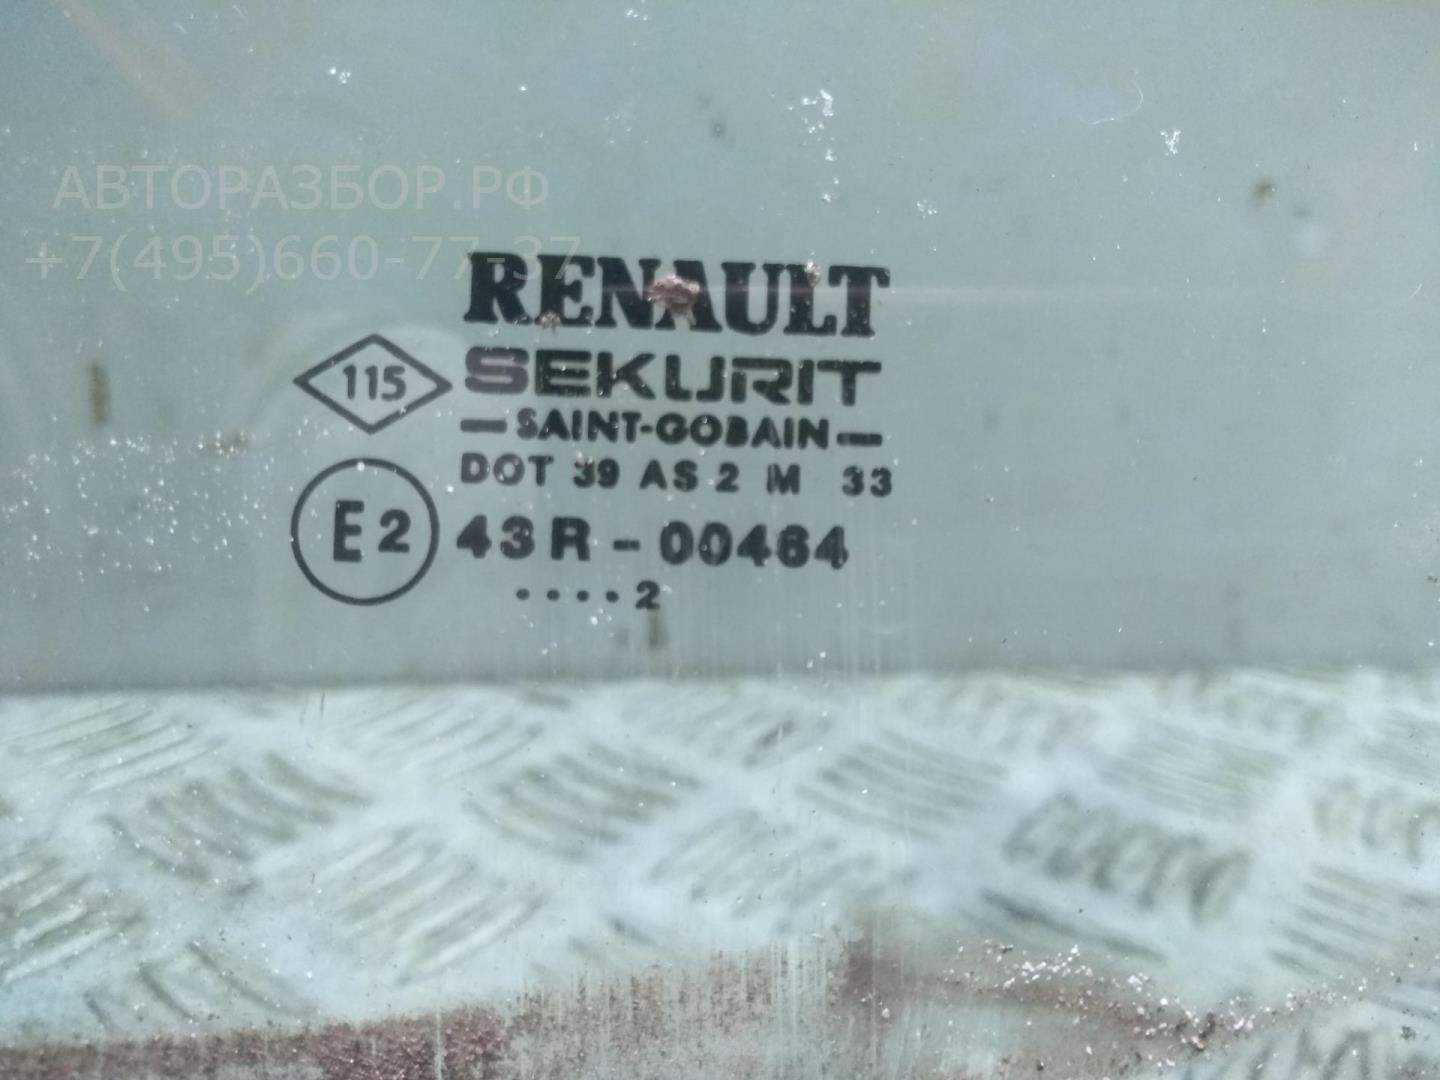 АВТОРАЗБОР.РФ
+7(495)660-77-37
RENAULT
115
SEKURIT
SAINT-GOBAIN
DOT 39 AS 2 M 33
E2
43R - 00464
....2